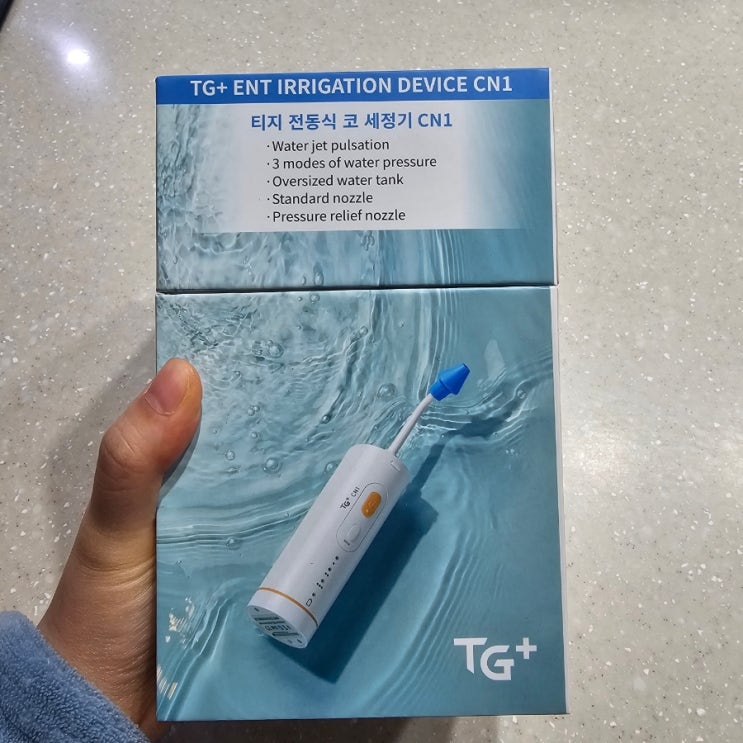 TG+ ENT IRRIGATION DEVICE CN1
티지 전동식 코 세정기 CN1
·Water jet pulsation
·3 modes of water pressure
·Oversized water tank
·Standard nozzle
·Pressure relief nozzle
TG+ CN1
TG+